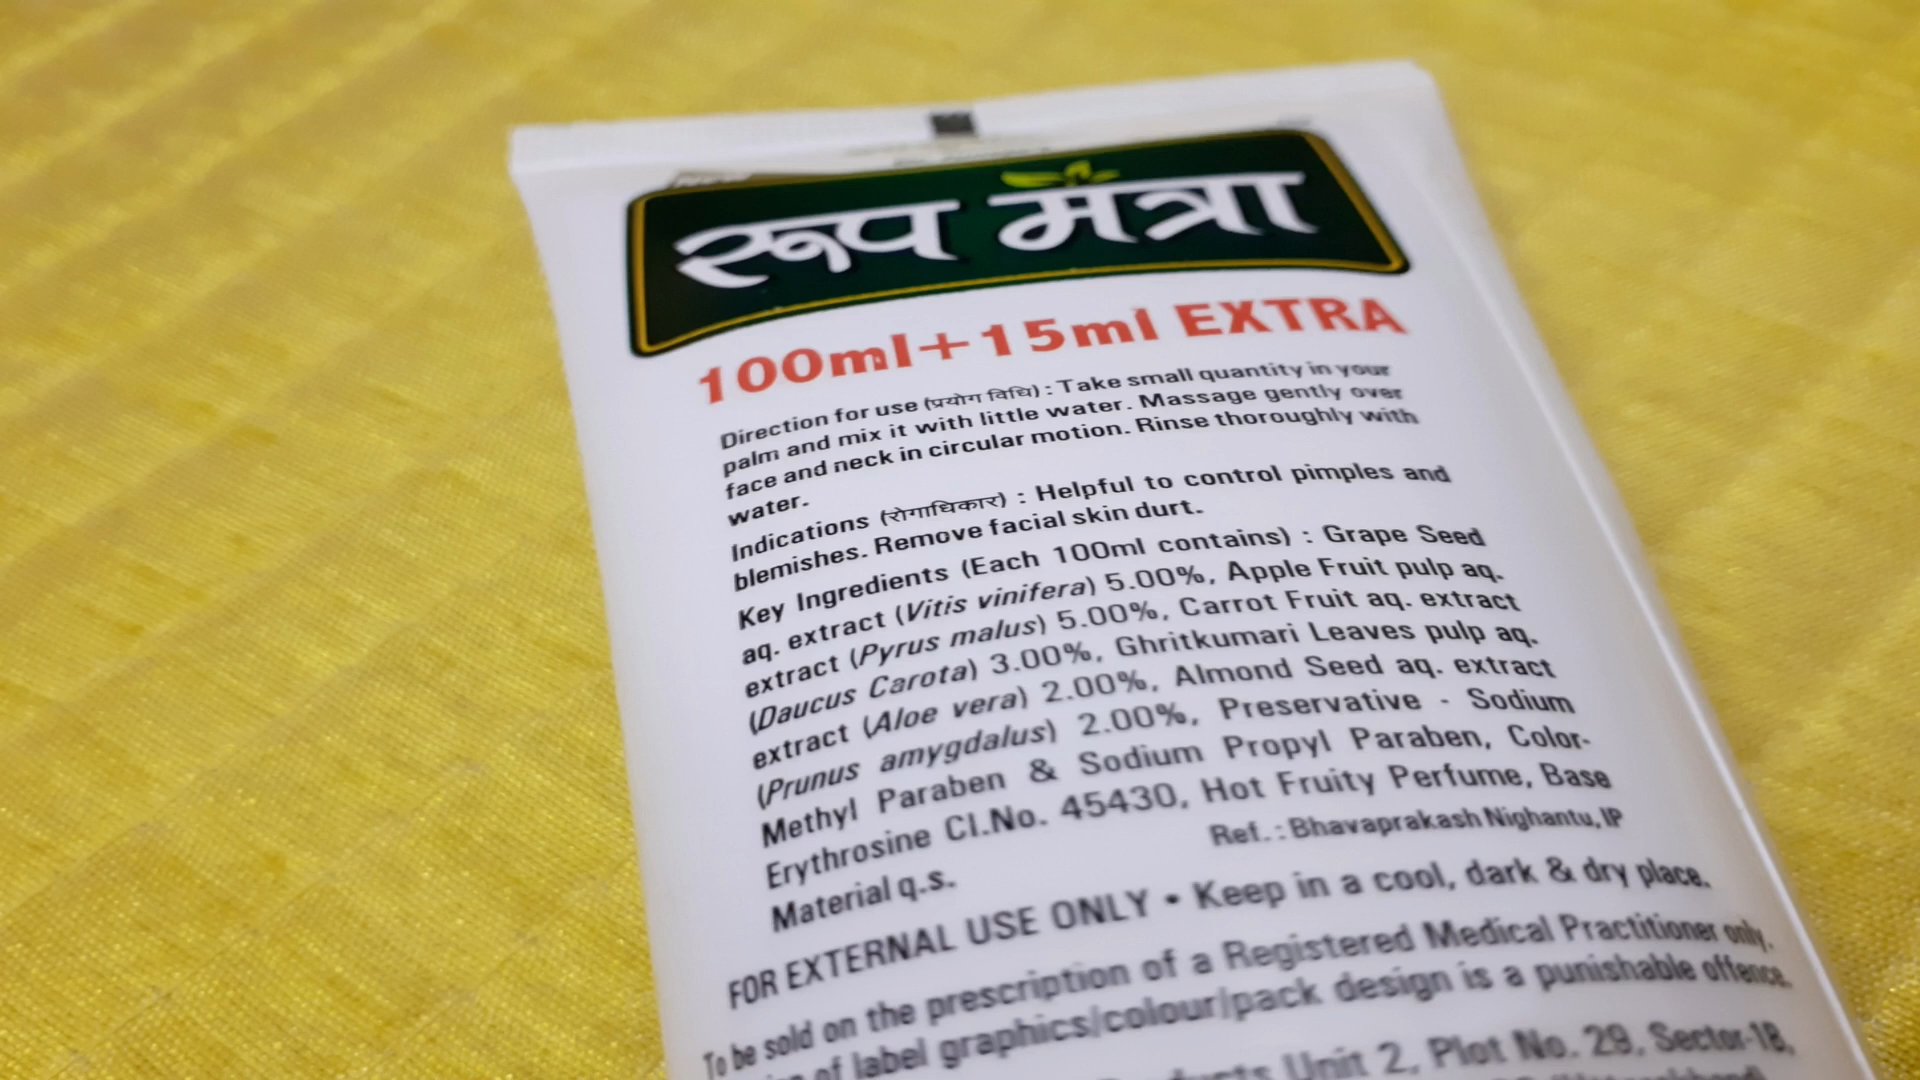 NEW
रूप मंत्रा
100ml+15ml EXTRA
Direction for use (प्रयोग विधि) : Take small quantity in your
palm and mix it with little water. Massage gently over
face and neck in circular motion. Rinse thoroughly with
water.
Indications (रोगाधिकार) : Helpful to control pimples and
blemishes. Remove facial skin durt.
Key Ingredients (Each 100ml contains) : Grape Seed
aq. extract (Vitis vinifera) 5.00%, Apple Fruit pulp aq.
extract (Pyrus malus) 5.00%, Carrot Fruit aq. extract
(Daucus Carota) 3.00%, Ghritkumari Leaves pulp aq.
extract (Aloe vera) 2.00%, Almond Seed aq. extract
(Prunus amygdalus) 2.00%, Preservative - Sodium
Methyl Paraben & Sodium Propyl Paraben, Color-
Erythrosine CI.No. 45430, Hot Fruity Perfume, Base
Material q.s.
Ref. : Bhavaprakash Nighantu, IP
FOR EXTERNAL USE ONLY • Keep in a cool, dark & dry place.
To be sold on the prescription of a Registered Medical Practitioner only.
of label graphics/colour/pack design is a punishable offence.
Unit 2, Plot No. 29, Sector-1B,